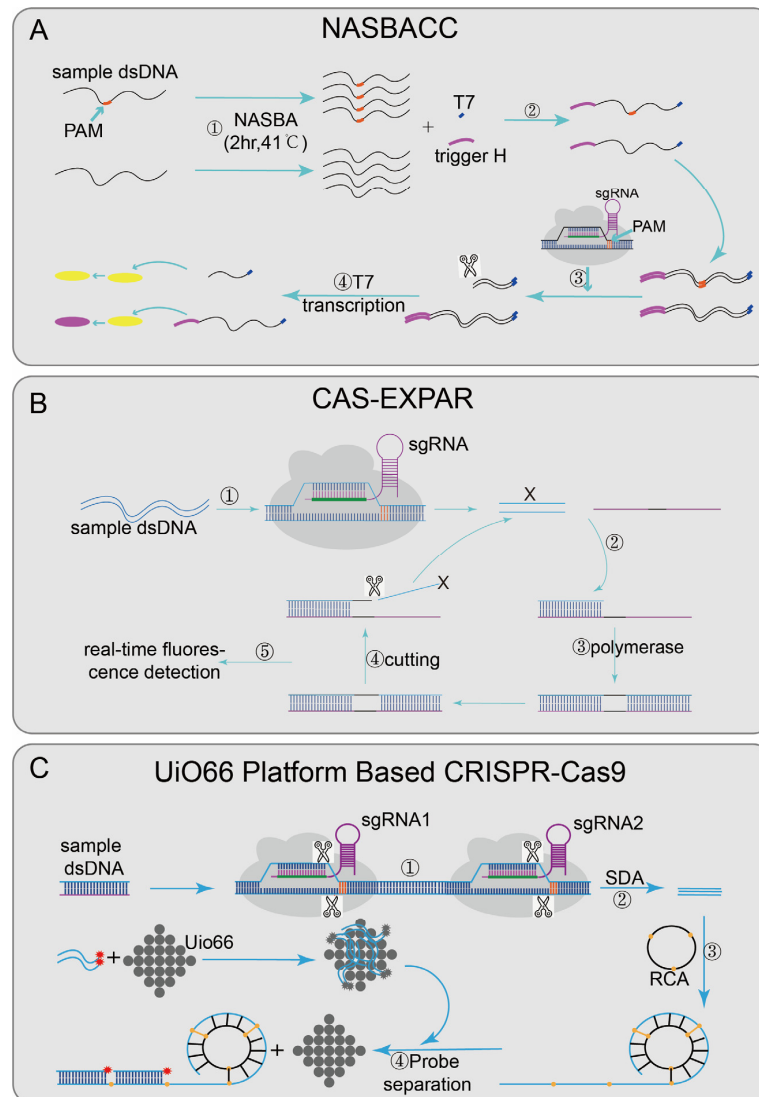 A
NASBACC
sample dsDNA
PAM
① NASBA
(2hr,41℃)
+
T7
trigger H
②
sgRNA
PAM
③
④T7
transcription
B
CAS-EXPAR
sgRNA
①
sample dsDNA
X
②
X
③polymerase
④cutting
⑤
real-time fluores-
cence detection
C
UiO66 Platform Based CRISPR-Cas9
sample
dsDNA
sgRNA1
①
sgRNA2
SDA
②
+
Uio66
RCA
③
+
④Probe
separation